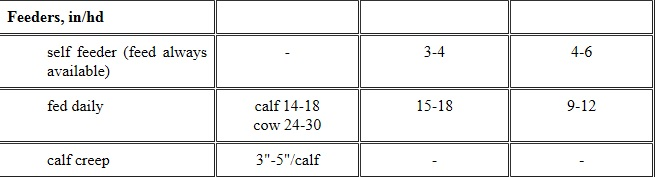 Feeders, in/hd
self feeder (feed always available) - 3-4 4-6
fed daily calf 14-18 15-18 9-12
cow 24-30
calf creep 3"-5"/calf - -